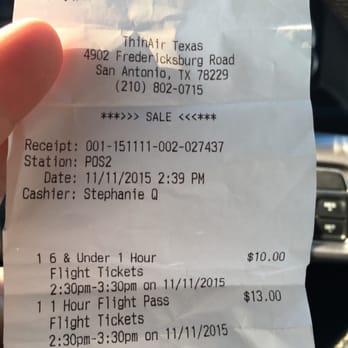 ThinAir Texas
4902 Fredericksburg Road
San Antonio, TX 78229
(210) 802-0715
***>>> SALE <<<***
Receipt: 001-151111-002-027437
Station: POS2
Date: 11/11/2015 2:39 PM
Cashier: Stephanie Q
1 6 & Under 1 Hour $10.00
Flight Tickets
2:30pm-3:30pm on 11/11/2015
1 1 Hour Flight Pass $13.00
Flight Tickets
2:30pm-3:30pm on 11/11/2015